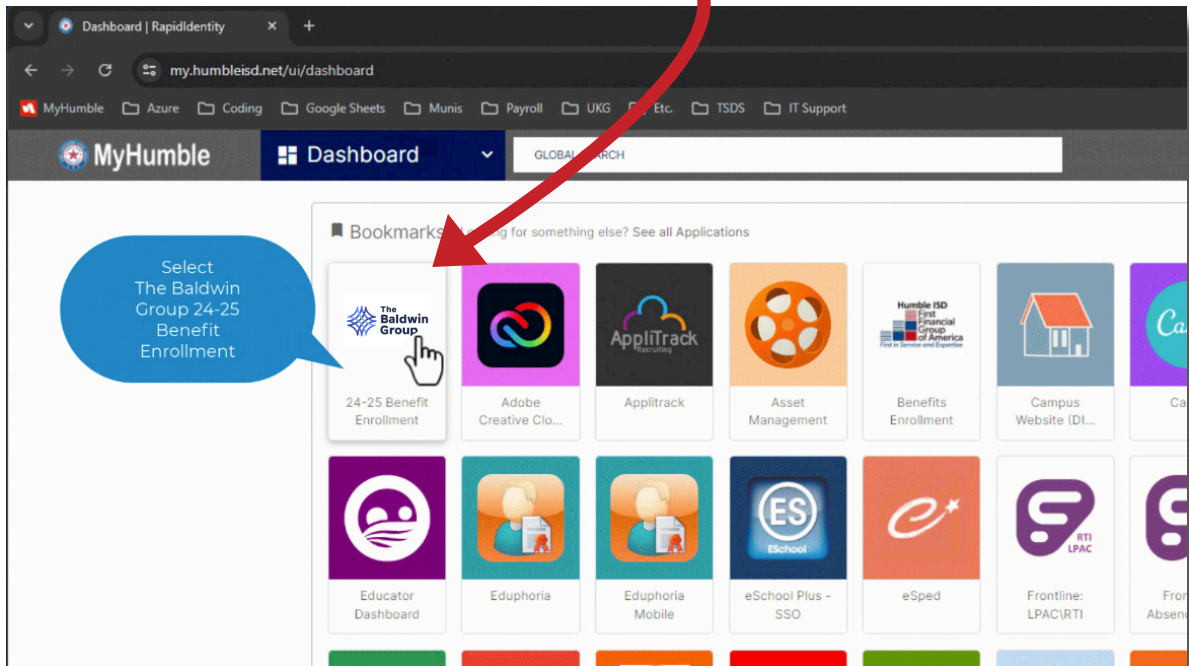 Dashboard | RapidIdentity
my.humbleisd.net/ui/dashboard
MyHumble Azure Coding Google Sheets Munis Payroll UKG Etc. TSDS IT Support
MyHumble Dashboard GLOBAL
Bookmarks for something else? See all Applications
Select
The Baldwin
Group 24-25
Benefit
Enrollment
The
Baldwin
Group
AppliTrack
Recruiting
Humble ISD
First
Financial
Group
of America
First in Service and Expertise
24-25 Benefit
Enrollment
Adobe
Creative Clo...
Applitrack
Asset
Management
Benefits
Enrollment
Campus
Website (DI...
Ca
ES
ESchool
RTI
LPAC
Educator
Dashboard
Eduphoria
Eduphoria
Mobile
eSchool Plus -
SSO
eSped
Frontline:
LPAC\RTI